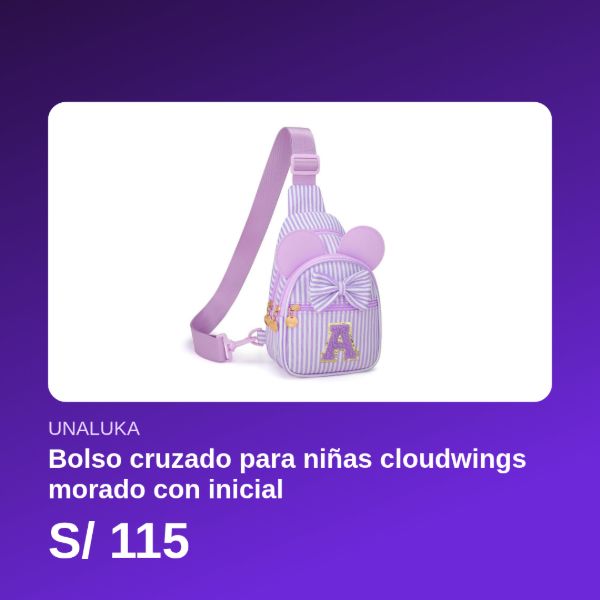 A
UNALUKA
Bolso cruzado para niñas cloudwings
morado con inicial
S/ 115